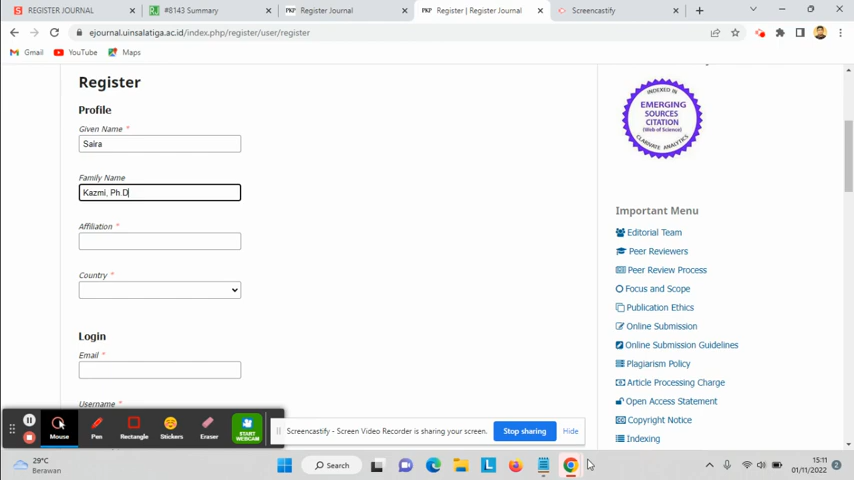 REGISTER JOURNAL
#8143 Summary
Register Journal
Register | Register Journal
Screencastify
ejournal.uinsalatiga.ac.id/index.php/register/user/register
Gmail
YouTube
Maps
Register
Profile
Given Name *
Saira
Family Name
Kazmi, Ph.D
Affiliation *
Country *
Login
Email *
Username *
INDEXED IN
EMERGING
SOURCES
CITATION
(Web of Science)
CLARIVATE ANALYTICS
Important Menu
Editorial Team
Peer Reviewers
Peer Review Process
Focus and Scope
Publication Ethics
Online Submission
Online Submission Guidelines
Plagiarism Policy
Article Processing Charge
Open Access Statement
Copyright Notice
Indexing
Mouse
Pen
Rectangle
Stickers
Eraser
START
WEBCAM
Screencastify - Screen Video Recorder is sharing your screen.
Stop sharing
Hide
29°C
Berawan
Search
15:11
01/11/2022